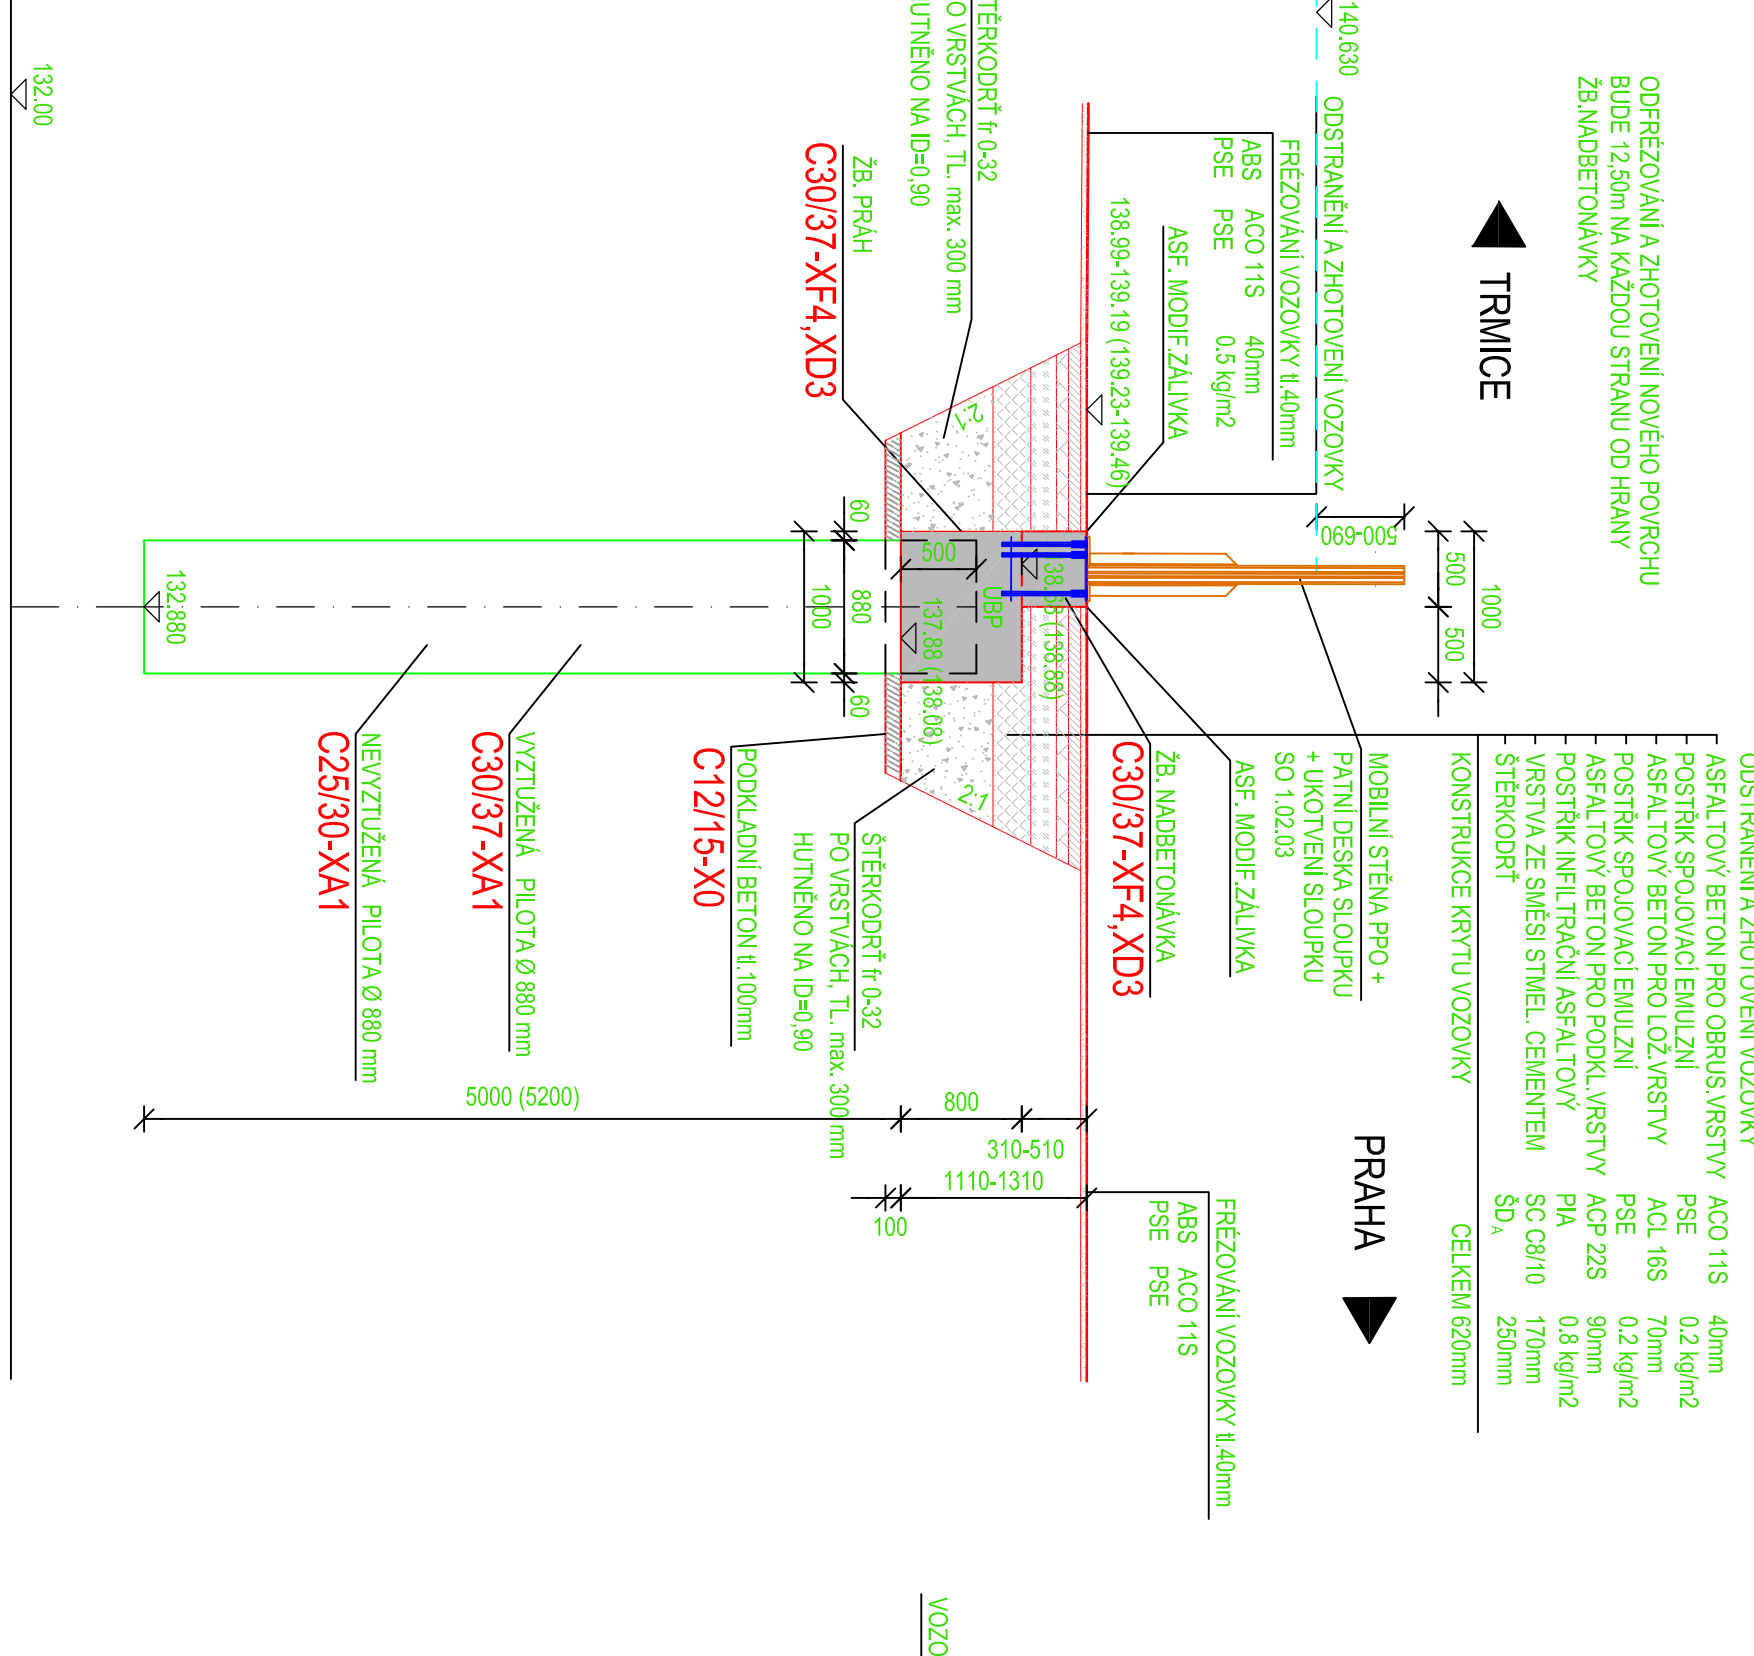 ODFRÉZOVÁNÍ A ZHOTOVENÍ NOVÉHO POVRCHU
BUDE 12,50m NA KAŽDOU STRANU OD HRANY
ŽB.NADBETONÁVKY
TRMICE
PRAHA
140.630
ODSTRANĚNÍ A ZHOTOVENÍ VOZOVKY
FRÉZOVÁNÍ VOZOVKY tl.40mm
ABS ACO 11S 40mm
PSE PSE 0.5 kg/m2
ASF. MODIF.ZÁLIVKA
138.99-139.19 (139.23-139.46)
TĚRKODRŤ fr 0-32
O VRSTVÁCH, TL. max. 300 mm
UTNĚNO NA ID=0,90
ŽB. PRÁH
C30/37-XF4,XD3
132.00
500-690
1000
500
500
2:1
500
UBP
38.68 (138.88)
137.88 (138.08)
60
880
60
1000
132.880
2:1
ODSTRANĚNÍ A ZHOTOVENÍ VOZOVKY
ASFALTOVÝ BETON PRO OBRUS.VRSTVY ACO 11S 40mm
POSTŘIK SPOJOVACÍ EMULZNÍ PSE 0.2 kg/m2
ASFALTOVÝ BETON PRO LOŽ.VRSTVY ACL 16S 70mm
POSTŘIK SPOJOVACÍ EMULZNÍ PSE 0.2 kg/m2
ASFALTOVÝ BETON PRO PODKL.VRSTVY ACP 22S 90mm
POSTŘIK INFILTRAČNÍ ASFALTOVÝ PIA 0.8 kg/m2
VRSTVA ZE SMĚSI STMEL. CEMENTEM SC C8/10 170mm
ŠTĚRKODRŤ ŠDA 250mm
KONSTRUKCE KRYTU VOZOVKY CELKEM 620mm
MOBILNÍ STĚNA PPO +
PATNÍ DESKA SLOUPKU
+ UKOTVENÍ SLOUPKU
SO 1.02.03
ASF. MODIF.ZÁLIVKA
ŽB. NADBETONÁVKA
C30/37-XF4,XD3
ŠTĚRKODRŤ fr 0-32
PO VRSTVÁCH, TL. max. 300 mm
HUTNĚNO NA ID=0,90
PODKLADNÍ BETON tl.100mm
C12/15-X0
VYZTUŽENÁ PILOTA Ø 880 mm
C30/37-XA1
NEVYZTUŽENÁ PILOTA Ø 880 mm
C25/30-XA1
5000 (5200)
800
310-510
1110-1310
100
FRÉZOVÁNÍ VOZOVKY tl.40mm
ABS ACO 11S
PSE PSE
VOZO